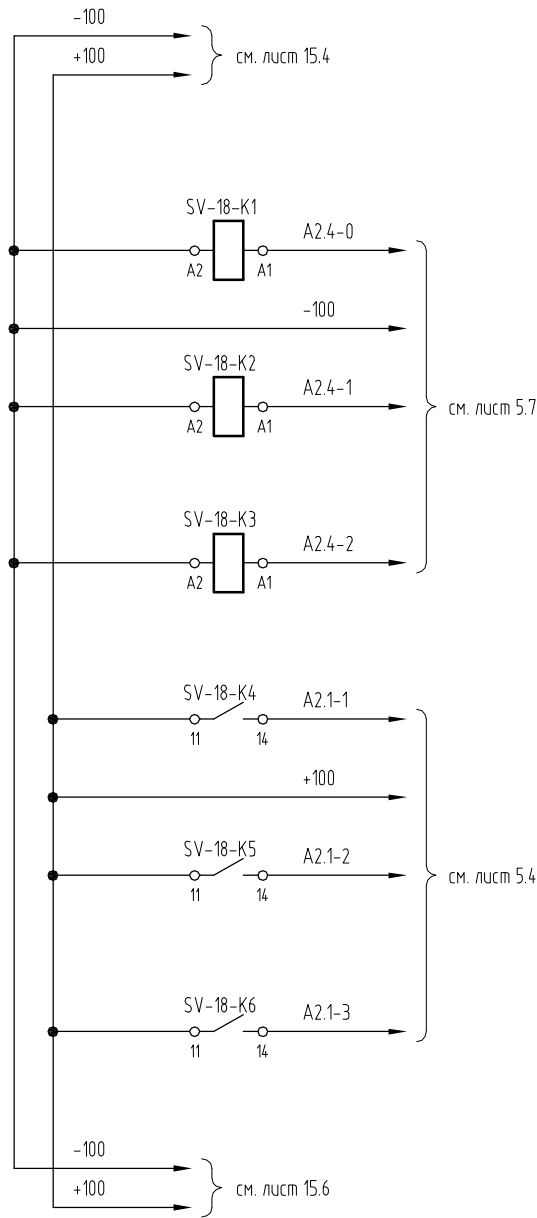 -100
см. лист 15.4
+100
SV-18-K1
A2.4-0
A2 A1
-100
SV-18-K2
A2.4-1
A2 A1
см. лист 5.7
SV-18-K3
A2.4-2
A2 A1
SV-18-K4
A2.1-1
11 14
+100
SV-18-K5
A2.1-2
11 14
см. лист 5.4
SV-18-K6
A2.1-3
11 14
-100
см. лист 15.6
+100